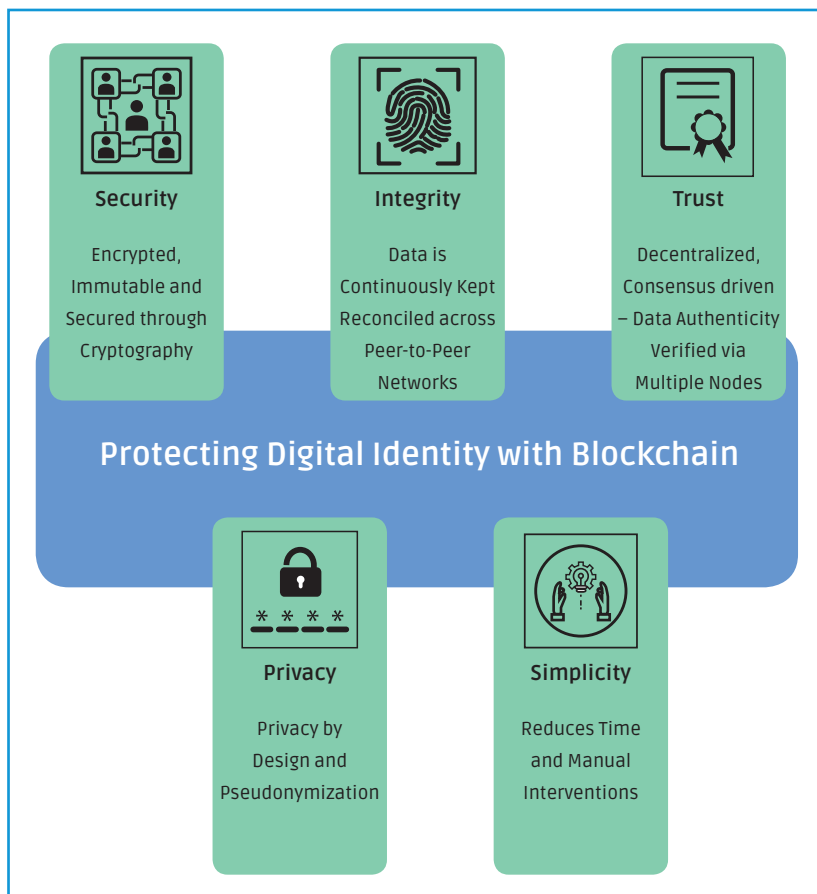 Security
Encrypted,
Immutable and
Secured through
Cryptography
Integrity
Data is
Continuously Kept
Reconciled across
Peer-to-Peer
Networks
Trust
Decentralized,
Consensus driven
– Data Authenticity
Verified via
Multiple Nodes
Protecting Digital Identity with Blockchain
* * * *
Privacy
Privacy by
Design and
Pseudonymization
Simplicity
Reduces Time
and Manual
Interventions